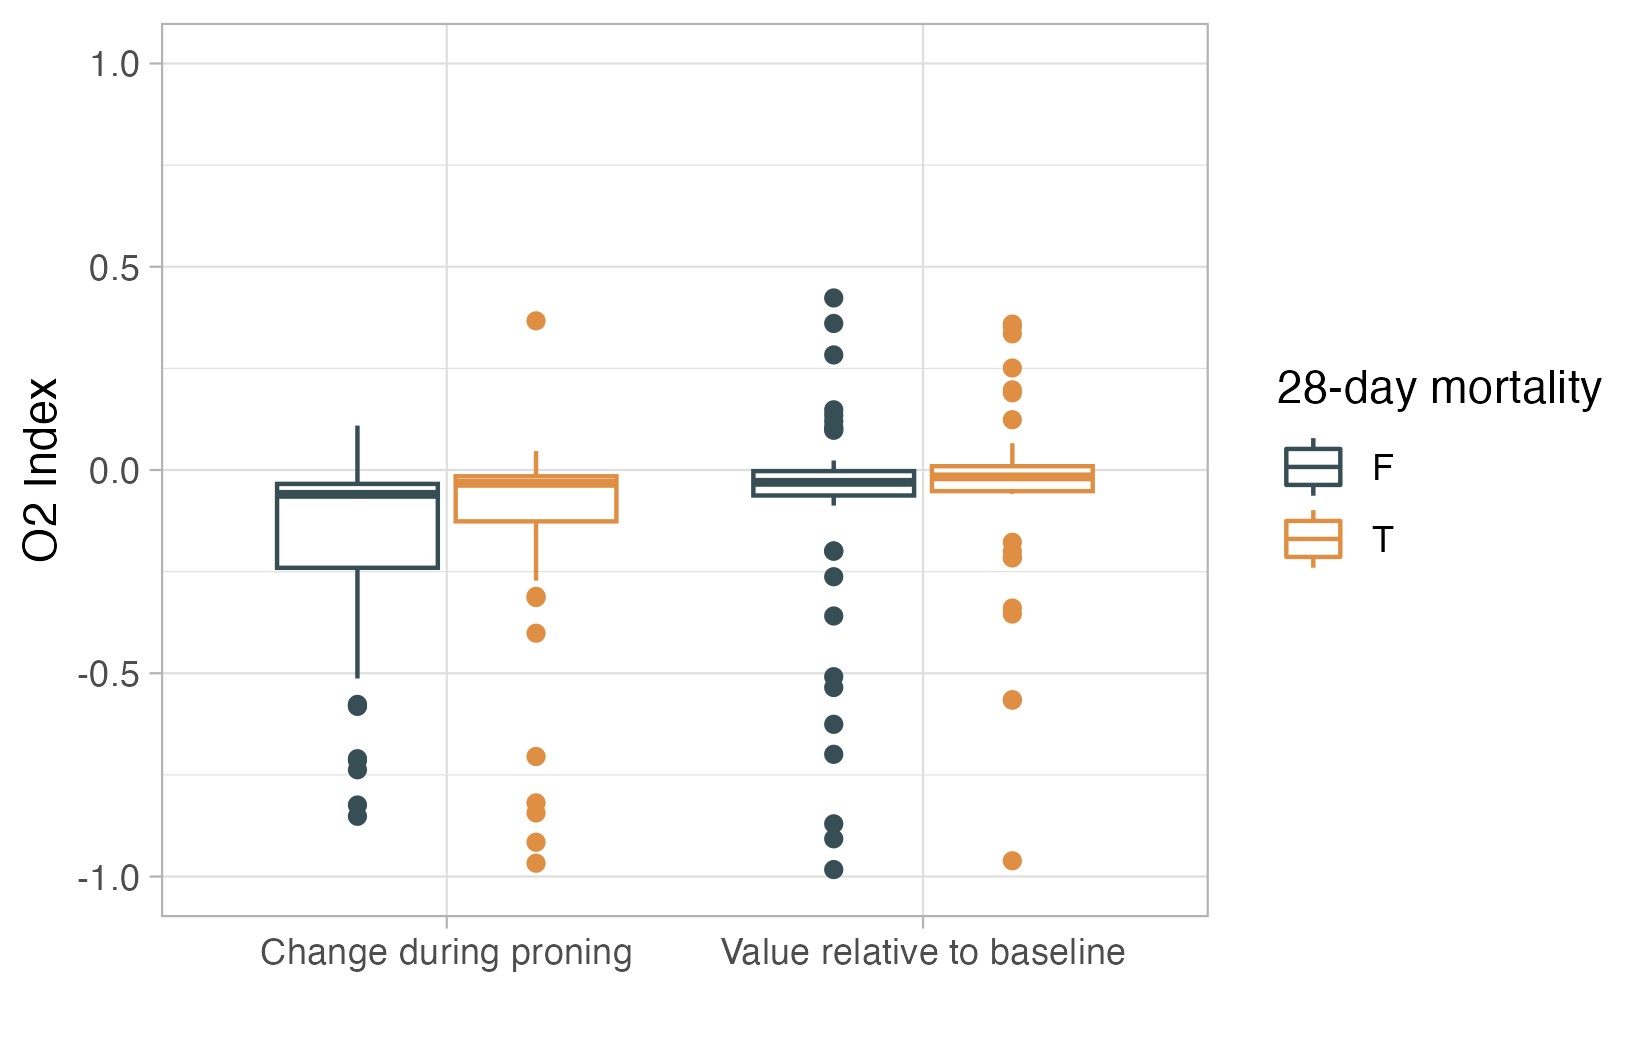 O2 Index
1.0
0.5
0.0
-0.5
-1.0
Change during proning
Value relative to baseline
28-day mortality
F
T